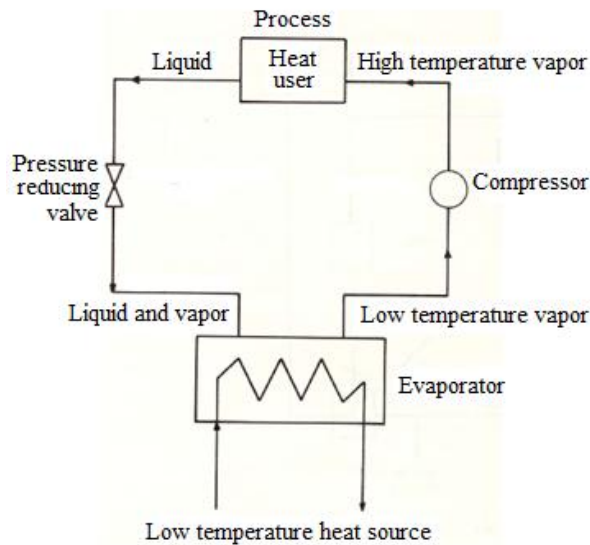 Process
Liquid
Heat
user
High temperature vapor
Pressure
reducing
valve
Compressor
Liquid and vapor
Low temperature vapor
Evaporator
Low temperature heat source